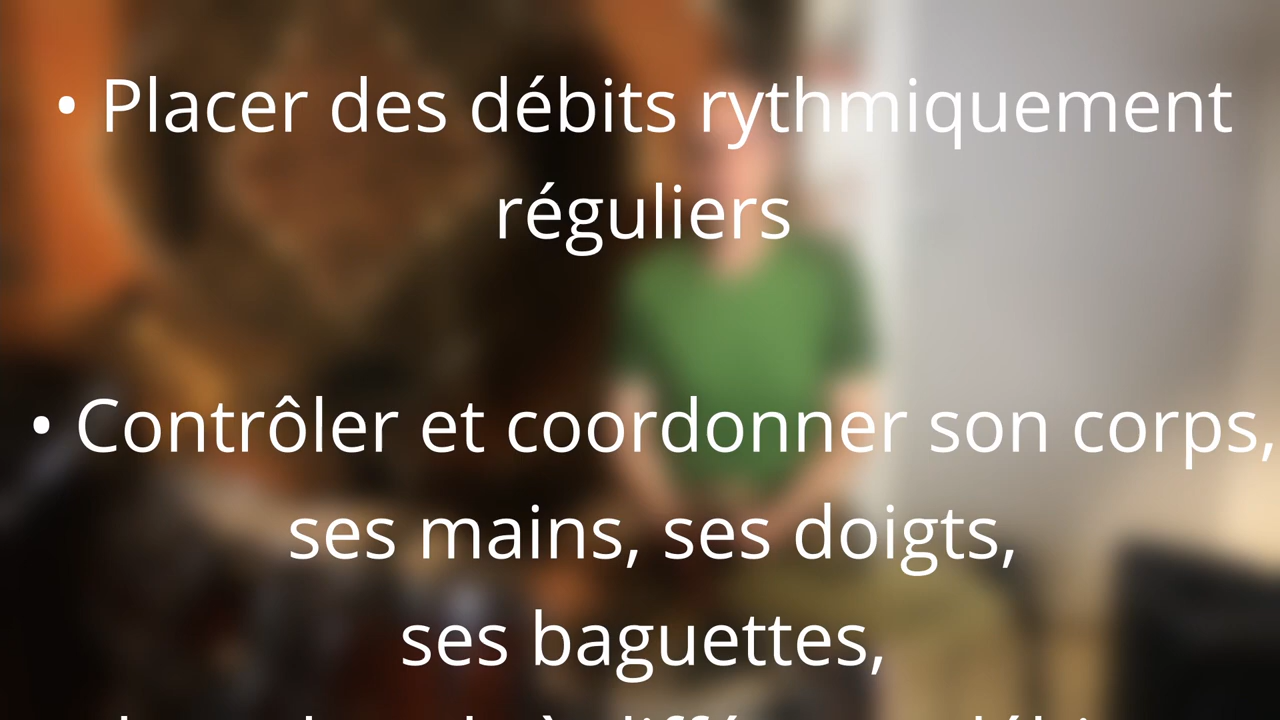 • Placer des débits rythmiquement
réguliers
• Contrôler et coordonner son corps,
ses mains, ses doigts,
ses baguettes,